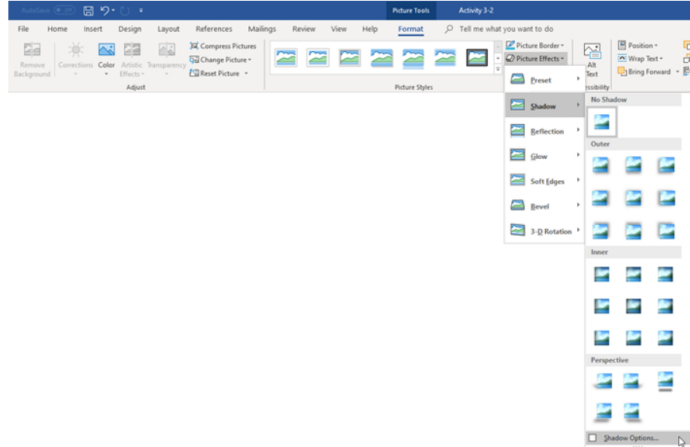 AutoSave Off
Picture Tools
Activity 3-2
File Home Insert Design Layout References Mailings Review View Help Format Tell me what you want to do
Remove Background
Corrections
Color
Artistic Effects
Transparency
Compress Pictures
Change Picture
Reset Picture
Adjust
Picture Styles
Picture Border
Picture Effects
Alt Text
Position
Wrap Text
Bring Forward
Preset
Shadow
Reflection
Glow
Soft Edges
Bevel
3-D Rotation
No Shadow
Outer
Inner
Perspective
Shadow Options...